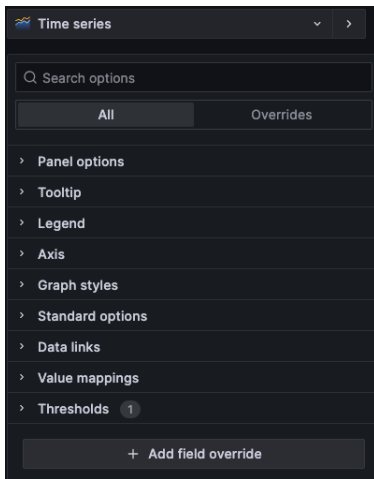 Time series
Search options
All Overrides
Panel options
Tooltip
Legend
Axis
Graph styles
Standard options
Data links
Value mappings
Thresholds 1
+ Add field override